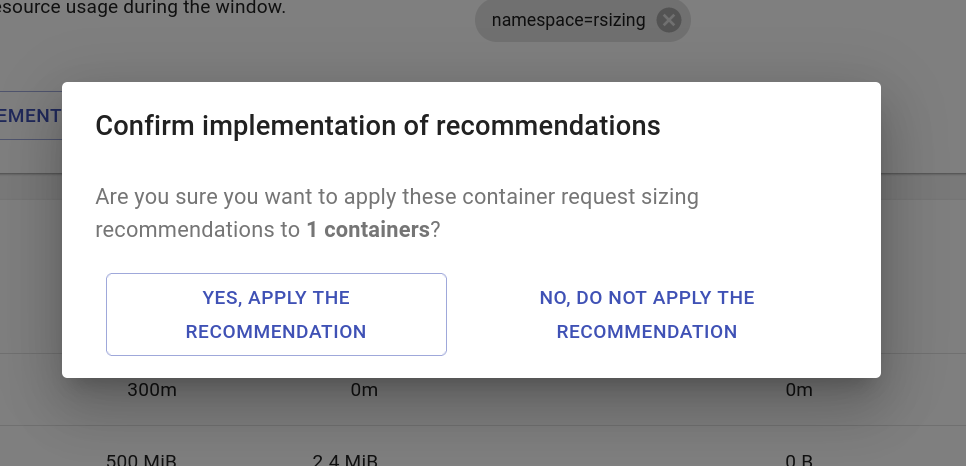 esource usage during the window.
namespace=rsizing
EMENT
Confirm implementation of recommendations
Are you sure you want to apply these container request sizing
recommendations to 1 containers?
YES, APPLY THE
RECOMMENDATION
NO, DO NOT APPLY THE
RECOMMENDATION
300m 0m 0m
500 MiB 2.4 MiB 0 B